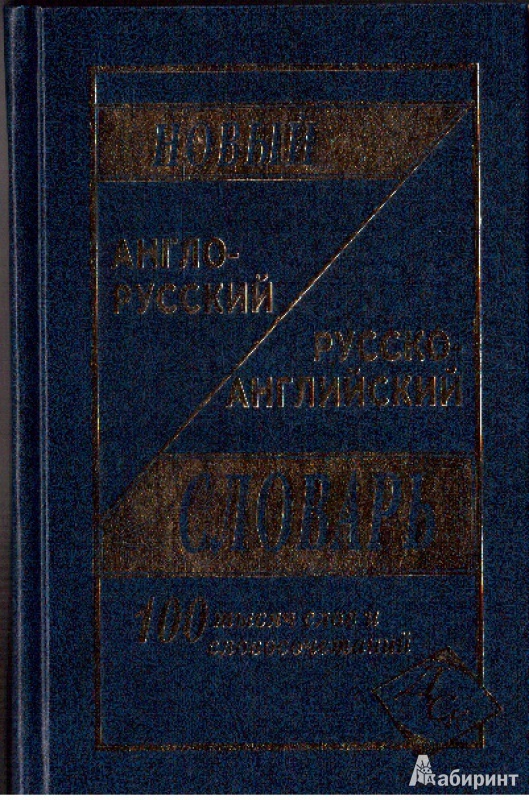 НОВЫЙ
АНГЛО-
РУССКИЙ
РУССКО-
АНГЛИЙСКИЙ
СЛОВАРЬ
100 тысяч слов и
словосочетаний
Лабиринт